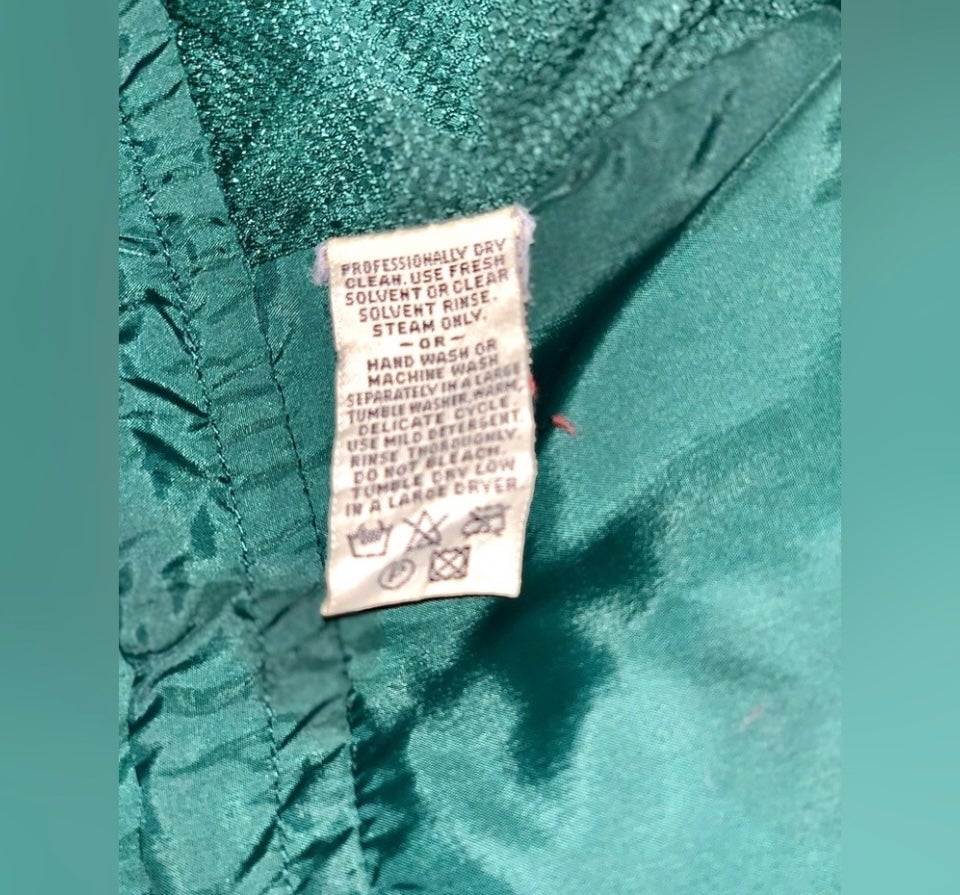 PROFESSIONALLY DRY
CLEAN. USE FRESH
SOLVENT OR CLEAR
SOLVENT RINSE.
STEAM ONLY.
— OR —
HAND WASH OR
MACHINE WASH
SEPARATELY IN A LARGE
TUMBLE WASHER, WARM,
DELICATE CYCLE
USE MILD DETERGENT.
RINSE THOROUGHLY.
DO NOT BLEACH.
TUMBLE DRY LOW
IN A LARGE DRYER
P